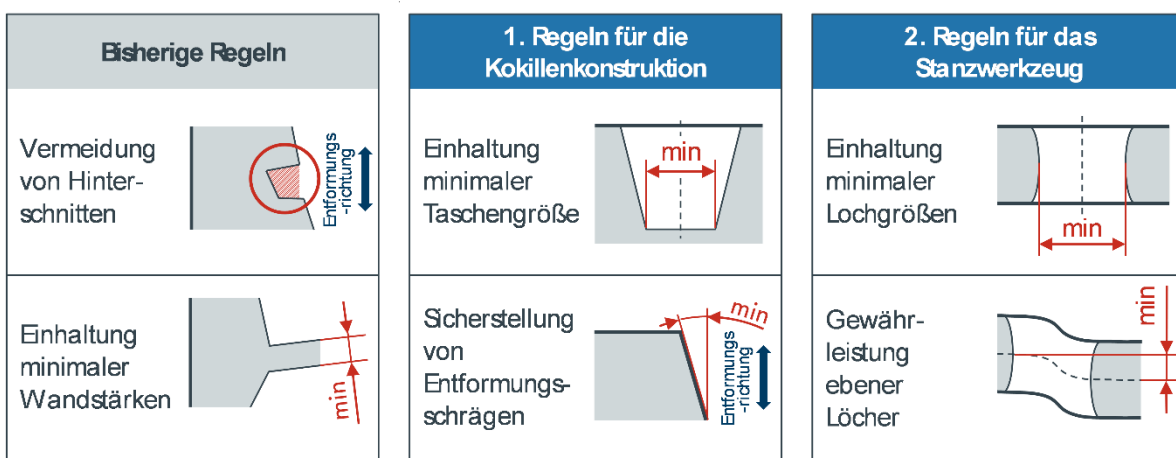 Bisherige Regeln
Vermeidung
von Hinter-
schnitten
Entformungs
-richtung
Einhaltung
minimaler
Wandstärken
min
1. Regeln für die
Kokillenkonstruktion
Einhaltung
minimaler
Taschengröße
min
Sicherstellung
von
Entformungs-
schrägen
min
Entformungs
-richtung
2. Regeln für das
Stanzwerkzeug
Einhaltung
minimaler
Lochgrößen
min
Gewähr-
leistung
ebener
Löcher
min